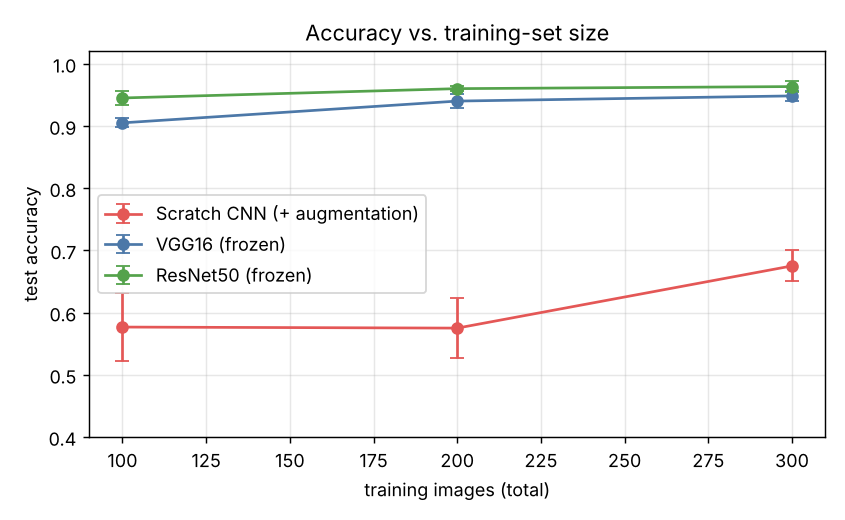 Accuracy vs. training-set size
test accuracy
1.0
0.9
0.8
0.7
0.6
0.5
0.4
Scratch CNN (+ augmentation)
VGG16 (frozen)
ResNet50 (frozen)
100 125 150 175 200 225 250 275 300
training images (total)